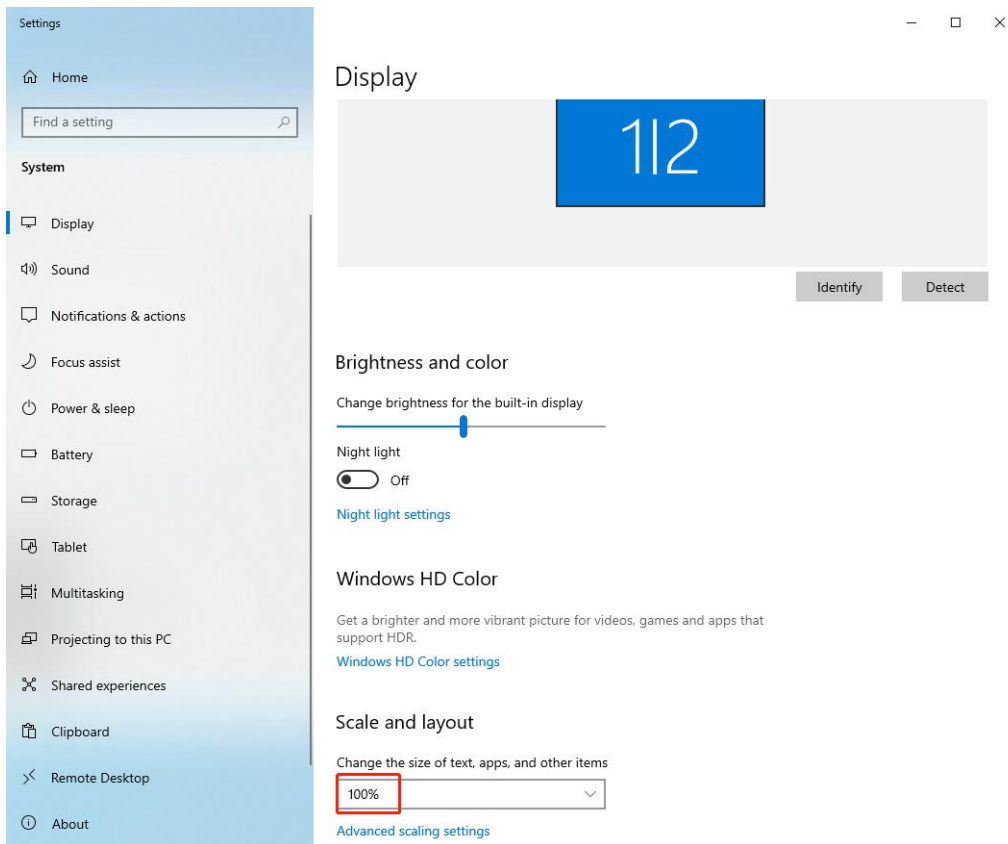 Settings
Home
Find a setting
System
Display
Sound
Notifications & actions
Focus assist
Power & sleep
Battery
Storage
Tablet
Multitasking
Projecting to this PC
Shared experiences
Clipboard
Remote Desktop
About
Display
1|2
Identify
Detect
Brightness and color
Change brightness for the built-in display
Night light
Off
Night light settings
Windows HD Color
Get a brighter and more vibrant picture for videos, games and apps that
support HDR.
Windows HD Color settings
Scale and layout
Change the size of text, apps, and other items
100%
Advanced scaling settings